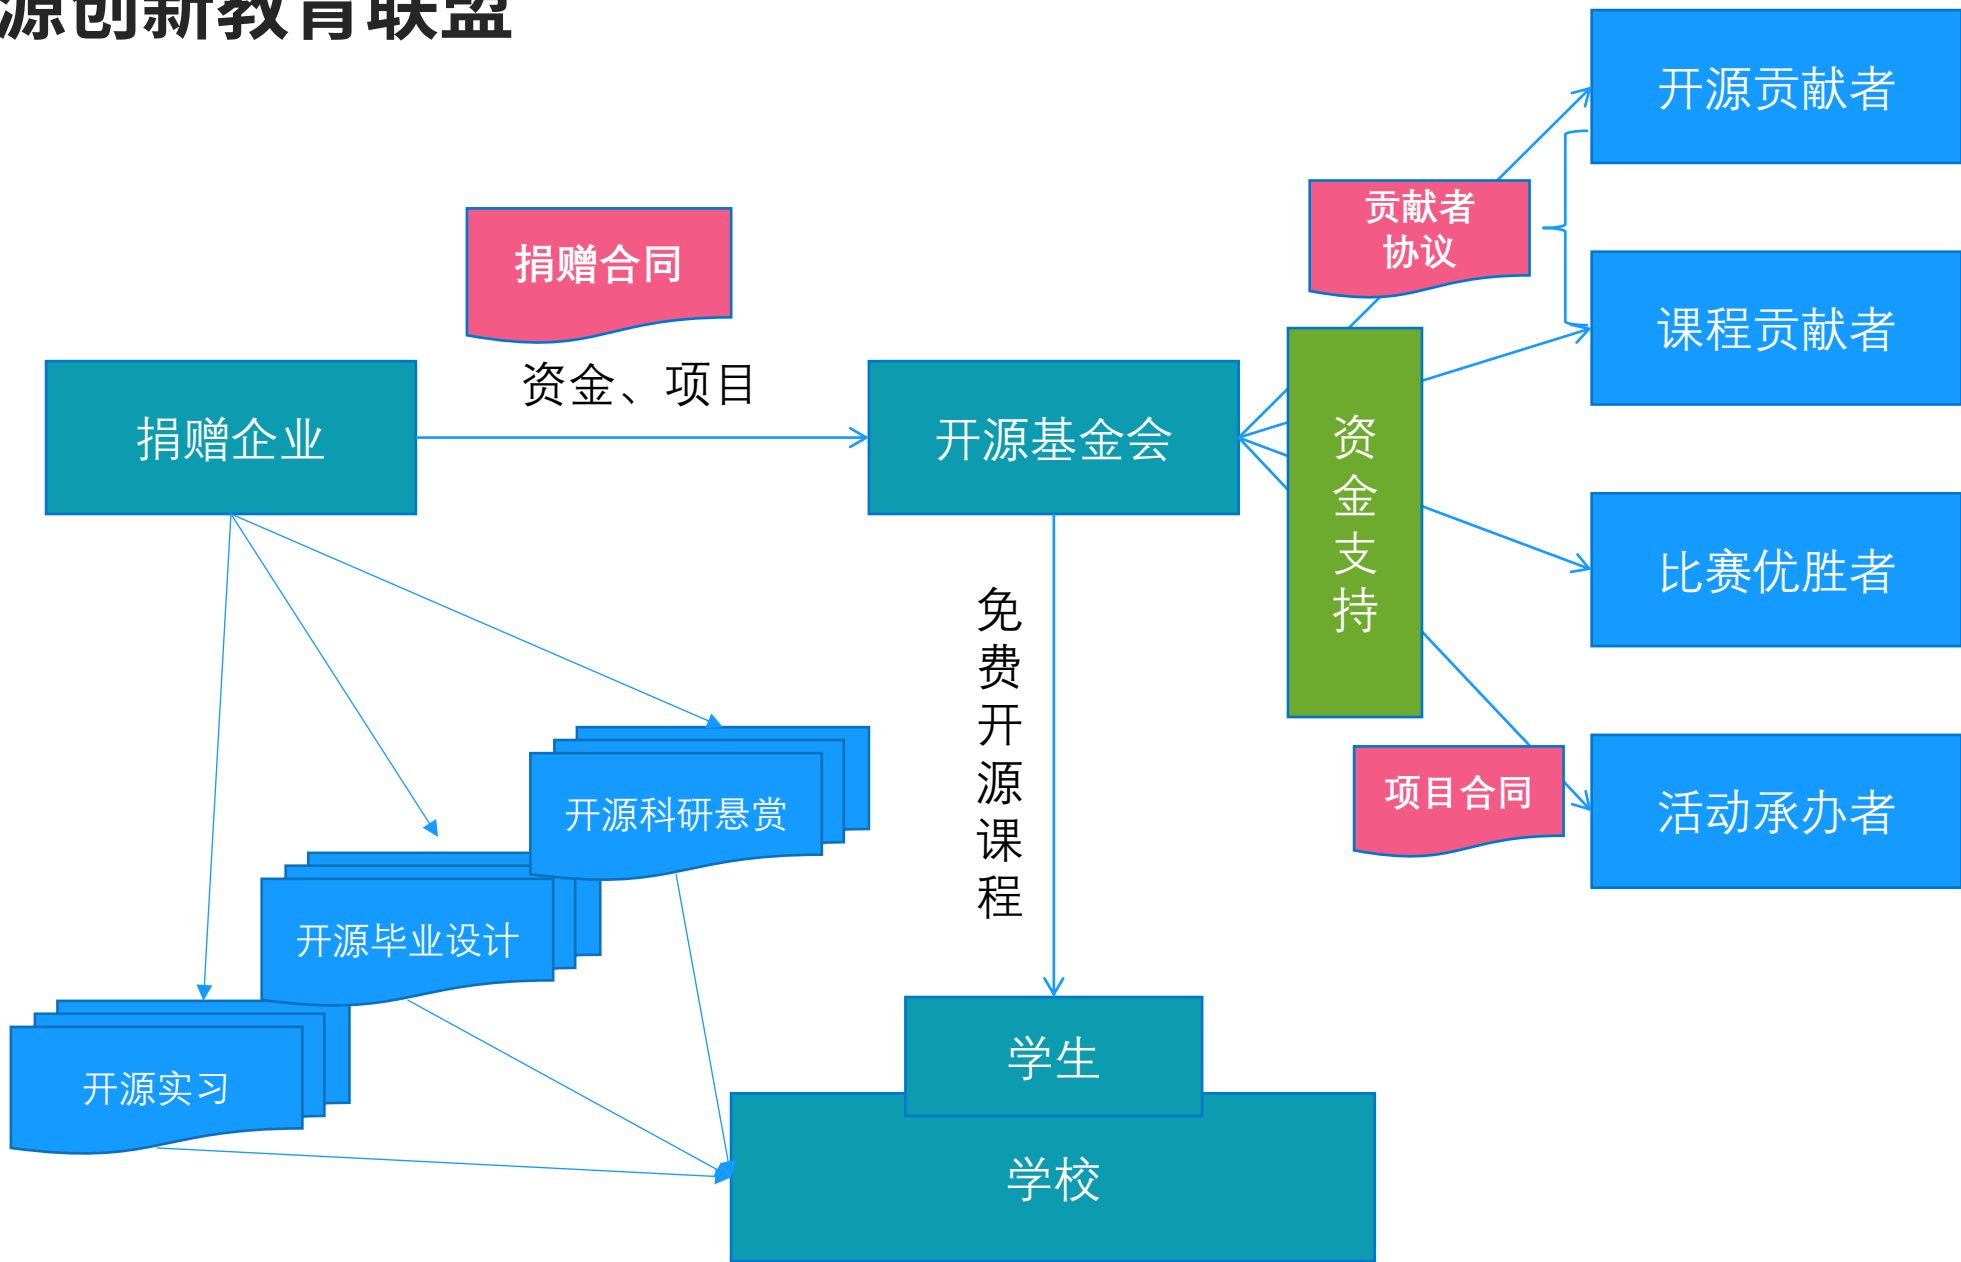 源创新教育联盟
开源贡献者
贡献者
协议
捐赠合同
课程贡献者
资金、项目
捐赠企业
开源基金会
资金支持
比赛优胜者
免费开源课程
项目合同
活动承办者
开源科研悬赏
开源毕业设计
开源实习
学生
学校